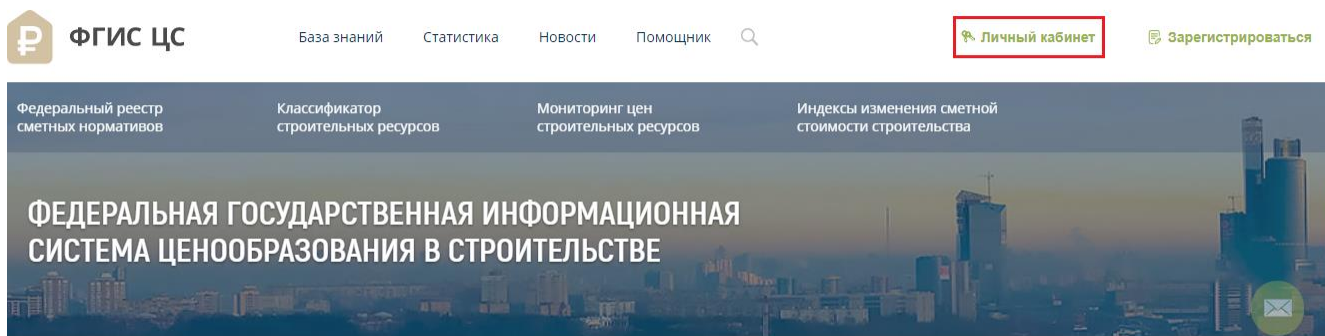 ФГИС ЦС
База знаний
Статистика
Новости
Помощник
Личный кабинет
Зарегистрироваться
Федеральный реестр
сметных нормативов
Классификатор
строительных ресурсов
Мониторинг цен
строительных ресурсов
Индексы изменения сметной
стоимости строительства
ФЕДЕРАЛЬНАЯ ГОСУДАРСТВЕННАЯ ИНФОРМАЦИОННАЯ
СИСТЕМА ЦЕНООБРАЗОВАНИЯ В СТРОИТЕЛЬСТВЕ